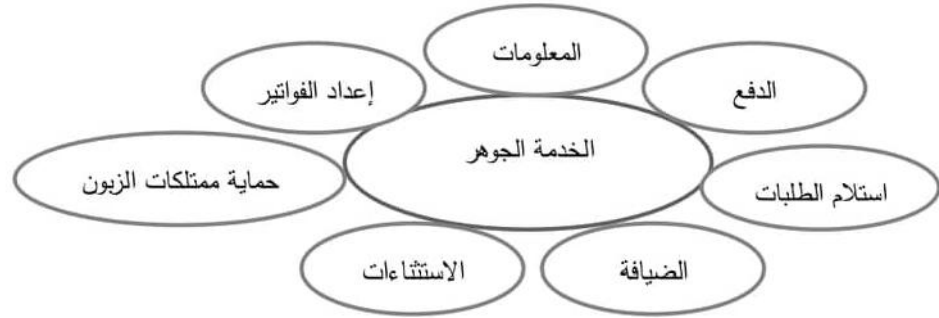 المعلومات
الدفع
إعداد الفواتير
الخدمة الجوهر
حماية ممتلكات الزبون
استلام الطلبات
الضيافة
الاستثناءات